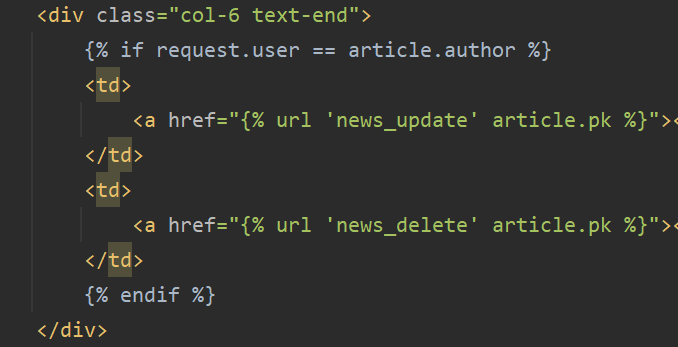 <div class="col-6 text-end">
{% if request.user == article.author %}
<td>
<a href="{% url 'news_update' article.pk %}"><
</td>
<td>
<a href="{% url 'news_delete' article.pk %}"><
</td>
{% endif %}
</div>